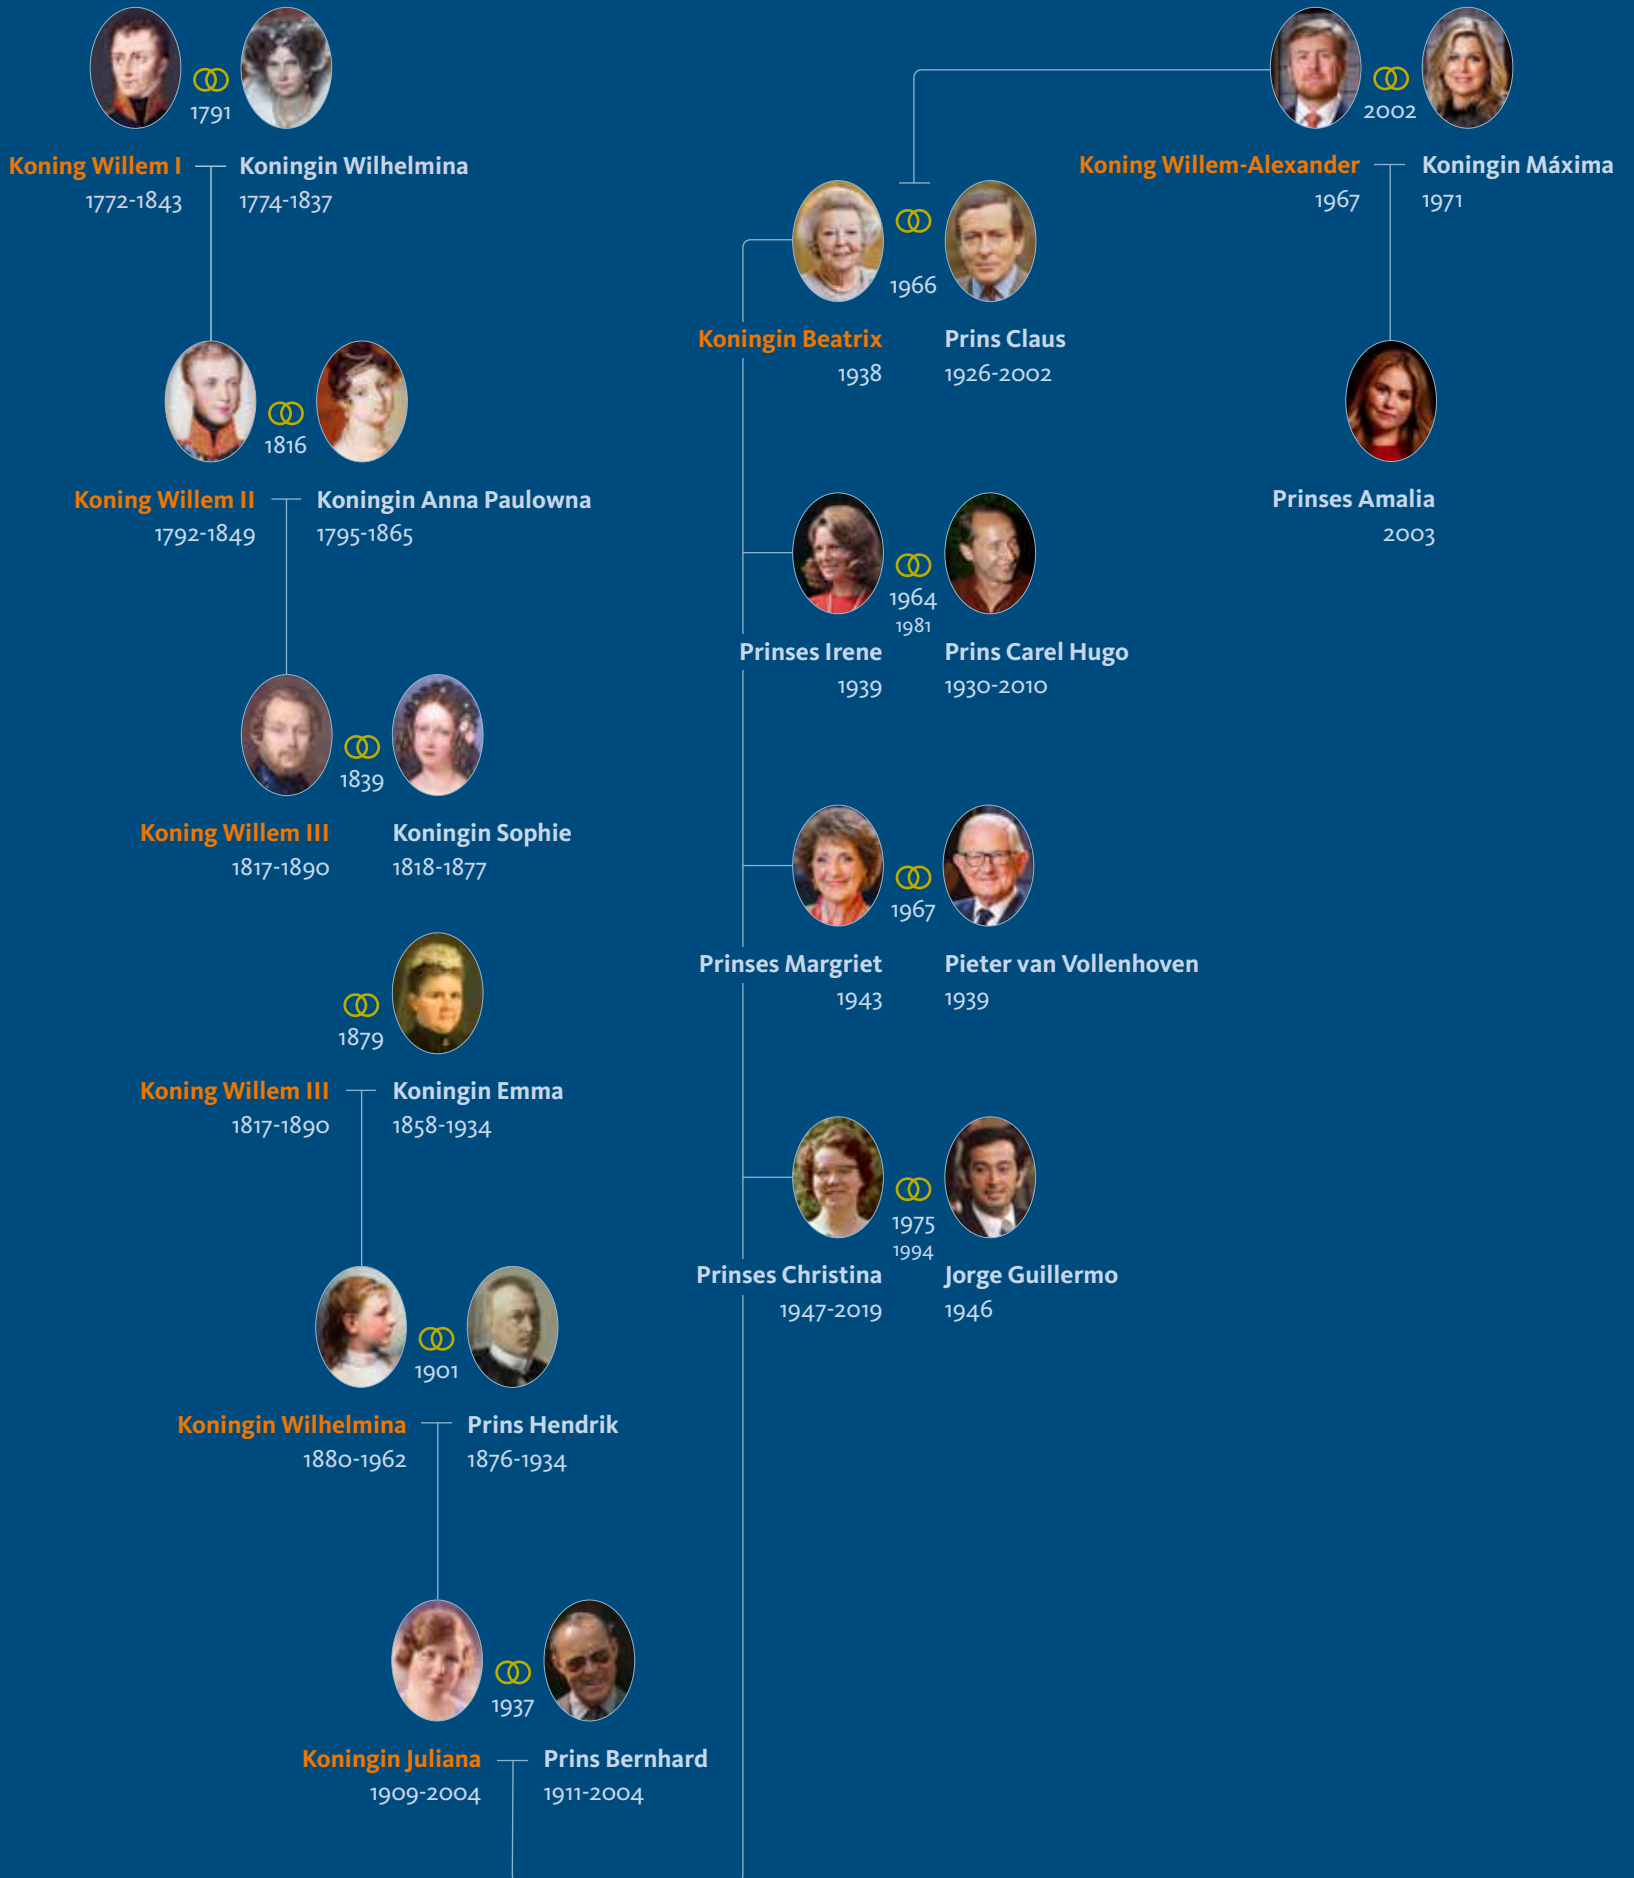 1791
Koning Willem I
Koningin Wilhelmina
1772-1843
1774-1837
1816
Koning Willem II
Koningin Anna Paulowna
1792-1849
1795-1865
1839
Koning Willem III
Koningin Sophie
1817-1890
1818-1877
1879
Koning Willem III
Koningin Emma
1817-1890
1858-1934
1901
Koningin Wilhelmina
Prins Hendrik
1880-1962
1876-1934
1937
Koningin Juliana
Prins Bernhard
1909-2004
1911-2004
1966
Koningin Beatrix
Prins Claus
1938
1926-2002
1964
1981
Prinses Irene
Prins Carel Hugo
1939
1930-2010
1967
Prinses Margriet
Pieter van Vollenhoven
1943
1939
1975
1994
Prinses Christina
Jorge Guillermo
1947-2019
1946
2002
Koning Willem-Alexander
Koningin Máxima
1967
1971
Prinses Amalia
2003